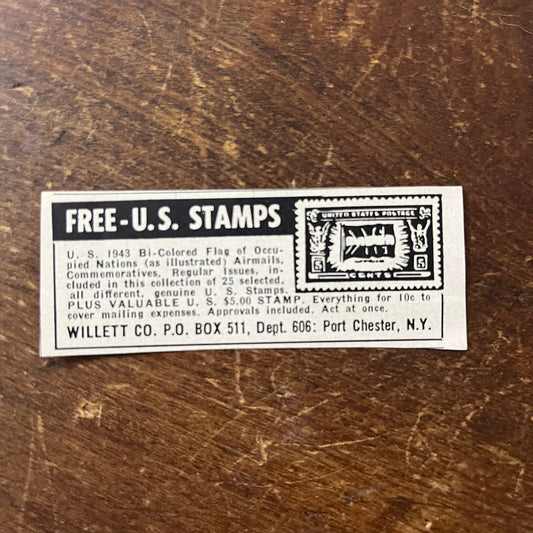 FREE-U.S. STAMPS
U. S. 1943 Bi-Colored Flag of Occu-
pied Nations (as illustrated) Airmails,
Commemoratives, Regular Issues, in-
cluded in this collection of 25 selected,
all different, genuine U. S. Stamps.
PLUS VALUABLE U. S. $5.00 STAMP. Everything for 10c to
cover mailing expenses. Approvals included. Act at once.
WILLETT CO. P.O. BOX 511, Dept. 606: Port Chester, N.Y.
UNITED STATES POSTAGE
5 5
CENTS